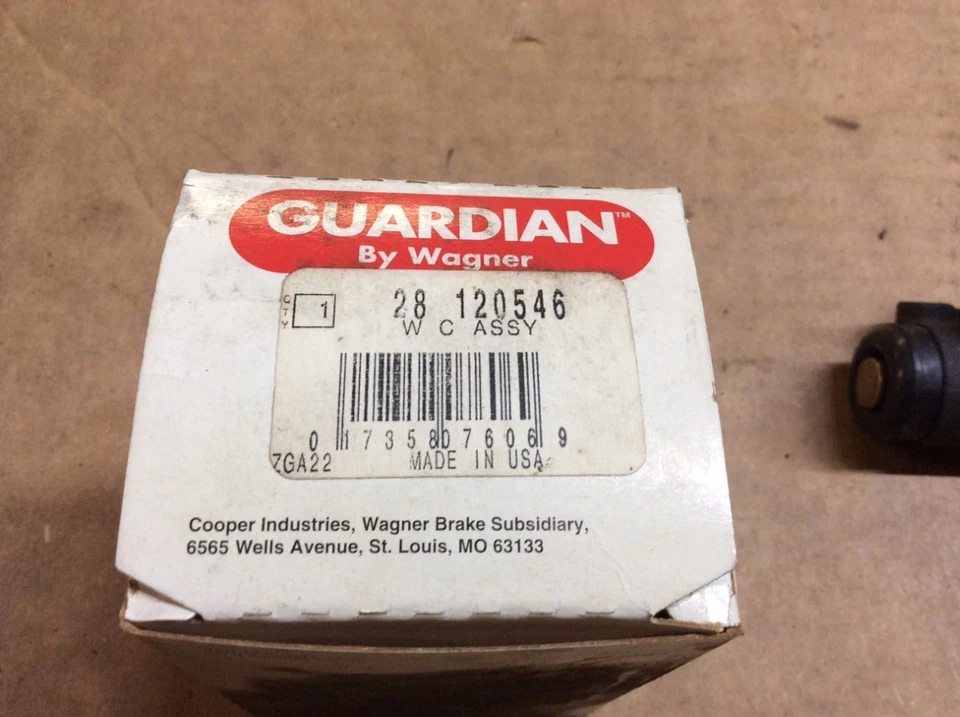 GUARDIAN™
By Wagner
QTY 1
28 120546
W C ASSY
0 17358 07606 9
ZGA22
MADE IN USA
Cooper Industries, Wagner Brake Subsidiary,
6565 Wells Avenue, St. Louis, MO 63133